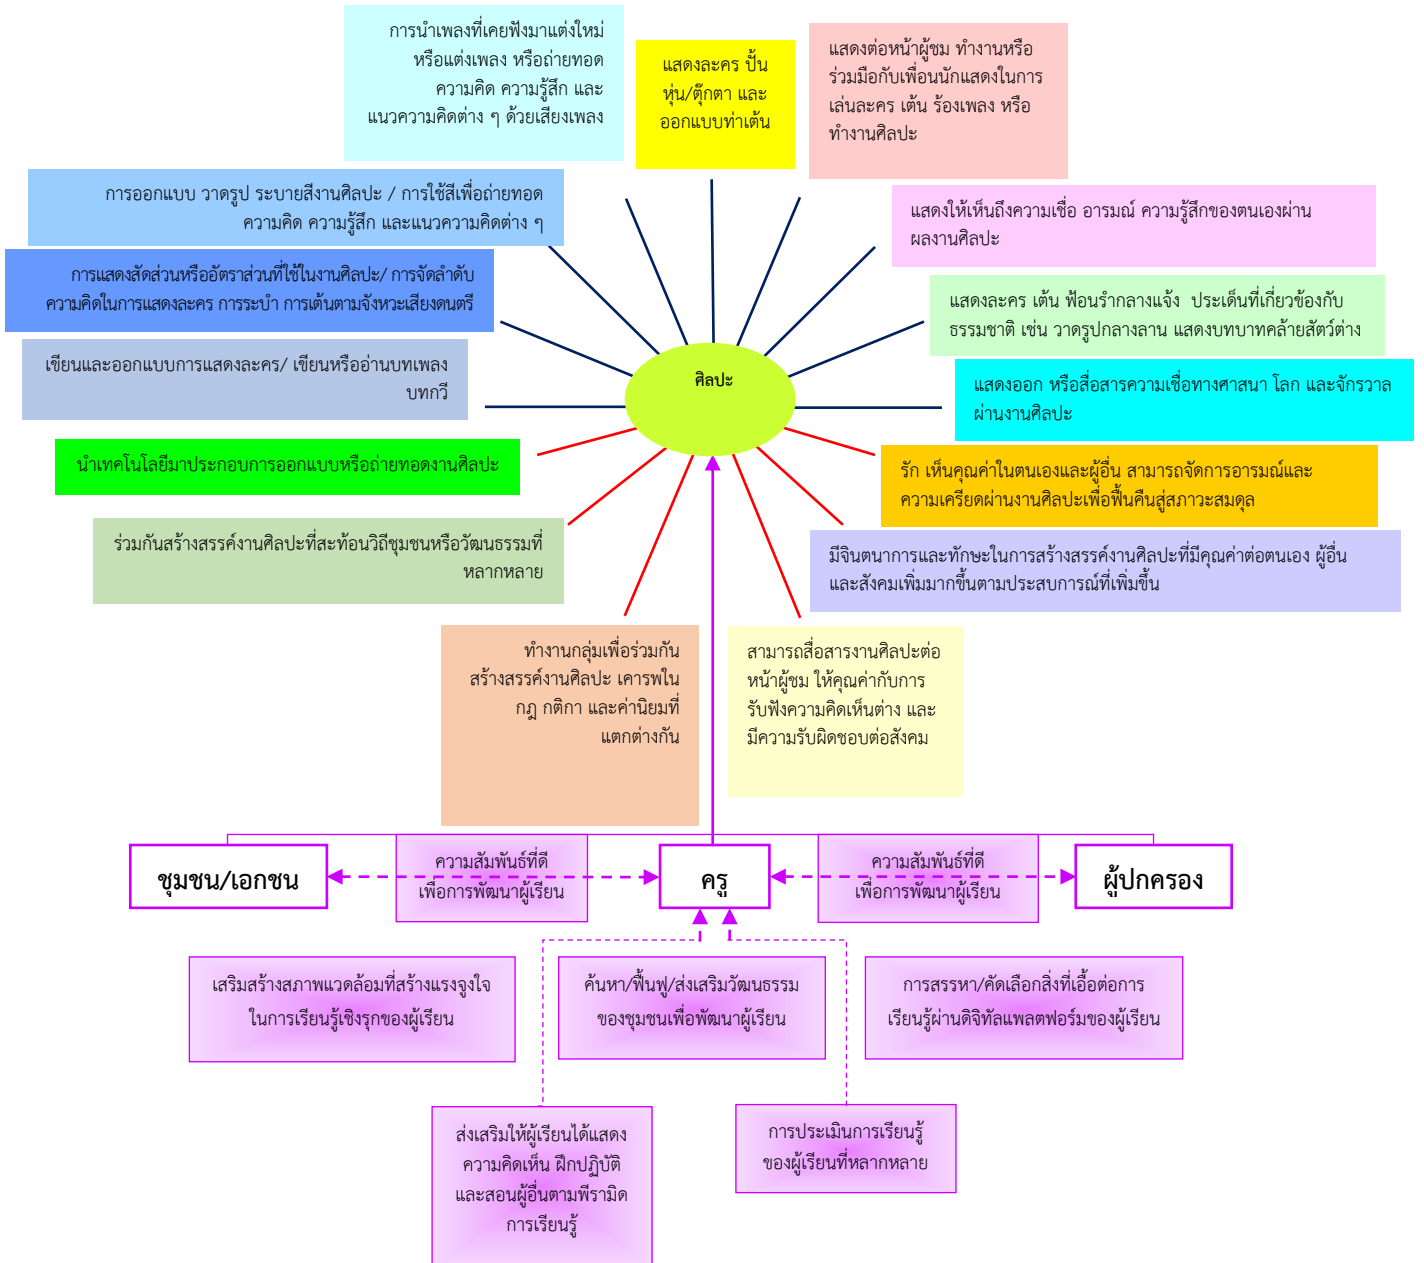 การนำเพลงที่เคยฟังมาแต่งใหม่
หรือแต่งเพลง หรือถ่ายทอด
ความคิด ความรู้สึก และ
แนวความคิดต่าง ๆ ด้วยเสียงเพลง
แสดงละคร ปั้น
หุ่น/ตุ๊กตา และ
ออกแบบท่าเต้น
แสดงต่อหน้าผู้ชม ทำงานหรือ
ร่วมมือกับเพื่อนนักแสดงในการ
เล่นละคร เต้น ร้องเพลง หรือ
ทำงานศิลปะ
การออกแบบ วาดรูป ระบายสีงานศิลปะ / การใช้สีเพื่อถ่ายทอด
ความคิด ความรู้สึก และแนวความคิดต่าง ๆ
แสดงให้เห็นถึงความเชื่อ อารมณ์ ความรู้สึกของตนเองผ่าน
ผลงานศิลปะ
การแสดงสัดส่วนหรืออัตราส่วนที่ใช้ในงานศิลปะ/ การจัดลำดับ
ความคิดในการแสดงละคร การระบำ การเต้นตามจังหวะเสียงดนตรี
แสดงละคร เต้น ฟ้อนรำกลางแจ้ง ประเด็นที่เกี่ยวข้องกับ
ธรรมชาติ เช่น วาดรูปกลางลาน แสดงบทบาทคล้ายสัตว์ต่าง
เขียนและออกแบบการแสดงละคร/ เขียนหรืออ่านบทเพลง
บทกวี
ศิลปะ
แสดงออก หรือสื่อสารความเชื่อทางศาสนา โลก และจักรวาล
ผ่านงานศิลปะ
นำเทคโนโลยีมาประกอบการออกแบบหรือถ่ายทอดงานศิลปะ
รัก เห็นคุณค่าในตนเองและผู้อื่น สามารถจัดการอารมณ์และ
ความเครียดผ่านงานศิลปะเพื่อฟื้นคืนสู่สภาวะสมดุล
ร่วมกันสร้างสรรค์งานศิลปะที่สะท้อนวิถีชุมชนหรือวัฒนธรรมที่
หลากหลาย
มีจินตนาการและทักษะในการสร้างสรรค์งานศิลปะที่มีคุณค่าต่อตนเอง ผู้อื่น
และสังคมเพิ่มมากขึ้นตามประสบการณ์ที่เพิ่มขึ้น
ทำงานกลุ่มเพื่อร่วมกัน
สร้างสรรค์งานศิลปะ เคารพใน
กฎ กติกา และค่านิยมที่
แตกต่างกัน
สามารถสื่อสารงานศิลปะต่อ
หน้าผู้ชม ให้คุณค่ากับการ
รับฟังความคิดเห็นต่าง และ
มีความรับผิดชอบต่อสังคม
ชุมชน/เอกชน
ความสัมพันธ์ที่ดี
เพื่อการพัฒนาผู้เรียน
ครู
ความสัมพันธ์ที่ดี
เพื่อการพัฒนาผู้เรียน
ผู้ปกครอง
เสริมสร้างสภาพแวดล้อมที่สร้างแรงจูงใจ
ในการเรียนรู้เชิงรุกของผู้เรียน
ค้นหา/ฟื้นฟู/ส่งเสริมวัฒนธรรม
ของชุมชนเพื่อพัฒนาผู้เรียน
การสรรหา/คัดเลือกสิ่งที่เอื้อต่อการ
เรียนรู้ผ่านดิจิทัลแพลตฟอร์มของผู้เรียน
ส่งเสริมให้ผู้เรียนได้แสดง
ความคิดเห็น ฝึกปฏิบัติ
และสอนผู้อื่นตามพีรามิด
การเรียนรู้
การประเมินการเรียนรู้
ของผู้เรียนที่หลากหลาย